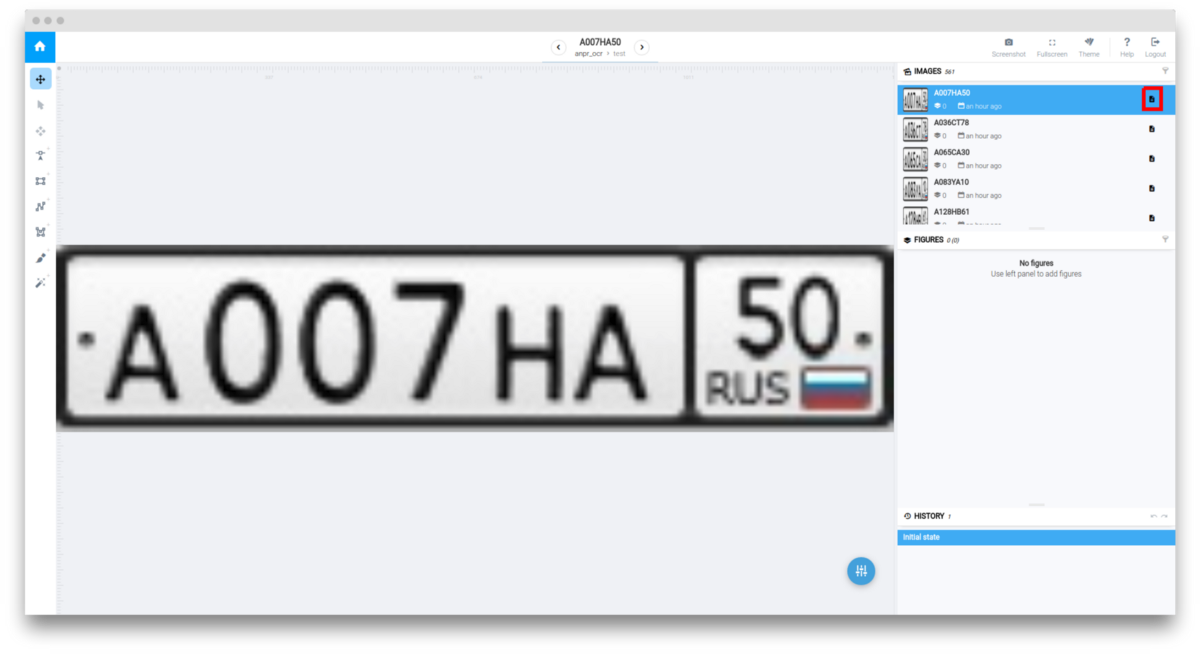 A007HA50
anpr_ocr > test
Screenshot
Fullscreen
Theme
Help
Logout
IMAGES 561
A007HA50
0 an hour ago
A036CT78
0 an hour ago
A065CA30
0 an hour ago
A083YA10
0 an hour ago
A128HB61
FIGURES 0 (0)
No figures
Use left panel to add figures
A007HA
50
RUS
HISTORY 1
Initial state